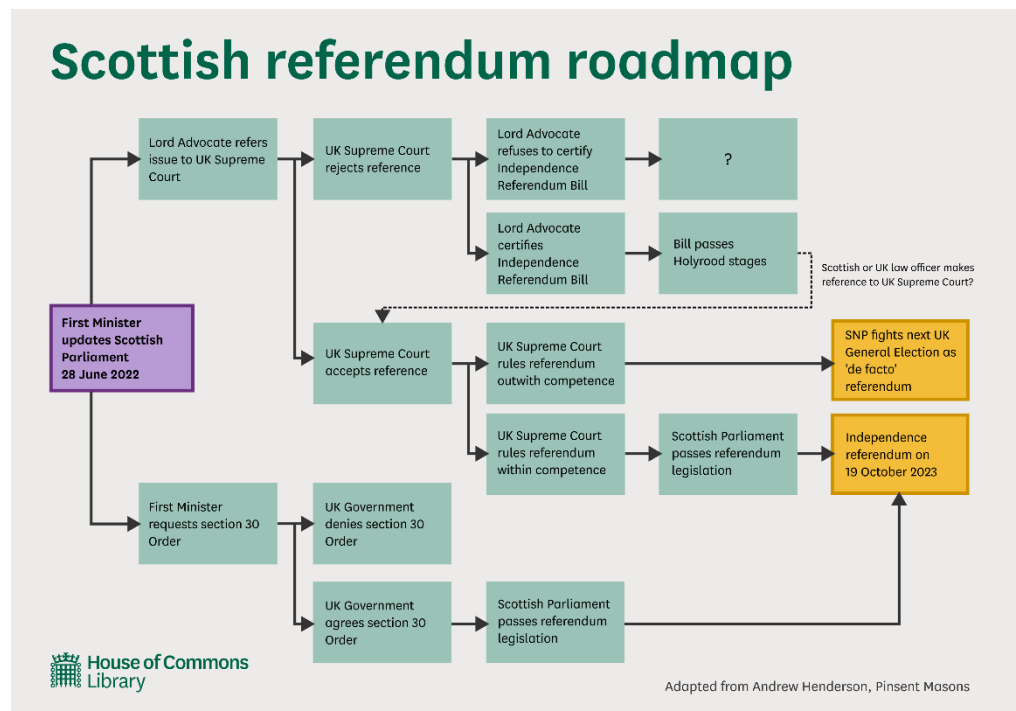 Scottish referendum roadmap
Lord Advocate refers
issue to UK Supreme
Court
UK Supreme Court
rejects reference
Lord Advocate
refuses to certify
Independence
Referendum Bill
?
Lord Advocate
certifies
Independence
Referendum Bill
Bill passes
Holyrood stages
Scottish or UK law officer makes
reference to UK Supreme Court?
First Minister
updates Scottish
Parliament
28 June 2022
UK Supreme Court
accepts reference
UK Supreme Court
rules referendum
outwith competence
SNP fights next UK
General Election as
'de facto'
referendum
UK Supreme Court
rules referendum
within competence
Scottish Parliament
passes referendum
legislation
Independence
referendum on
19 October 2023
First Minister
requests section 30
Order
UK Government
denies section 30
Order
UK Government
agrees section 30
Order
Scottish Parliament
passes referendum
legislation
House of Commons
Library
Adapted from Andrew Henderson, Pinsent Masons